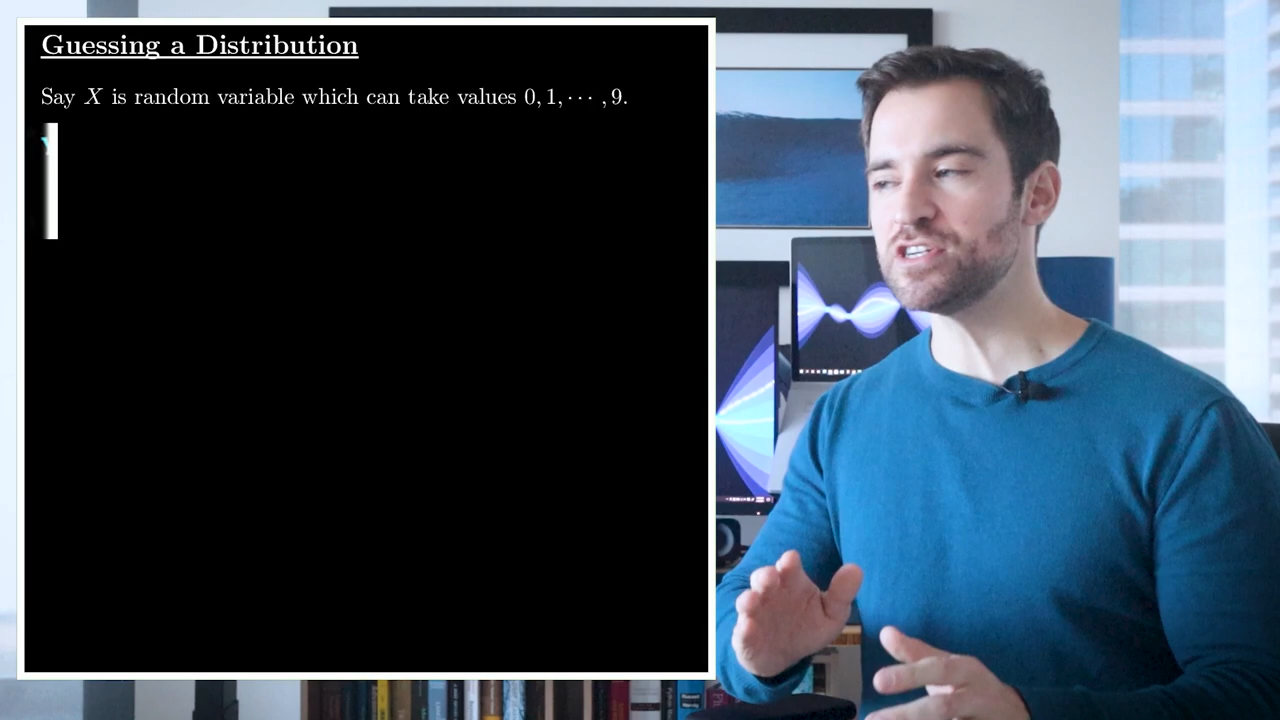 Guessing a Distribution
Say X is random variable which can take values 0, 1, ⋯ , 9.